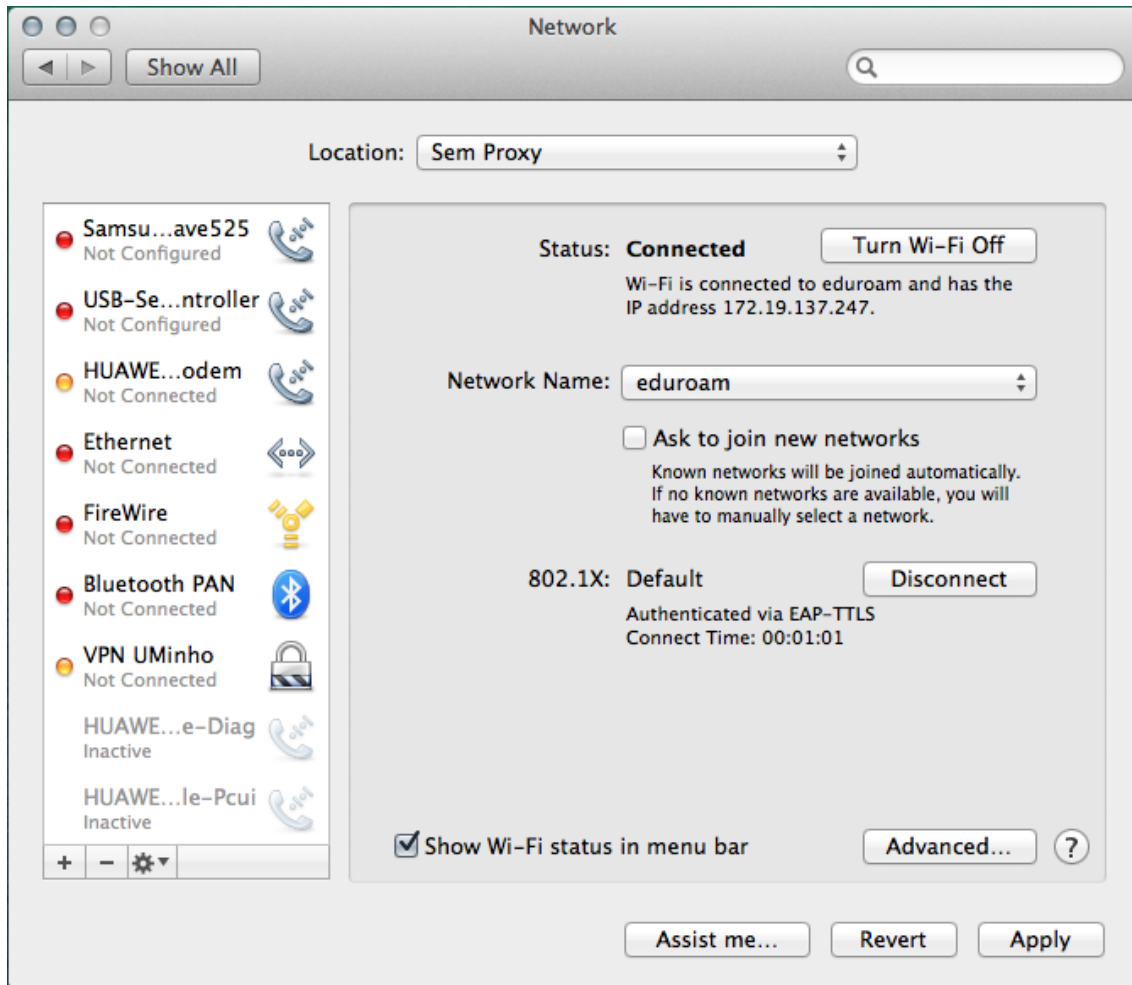 Network
Show All
Location: Sem Proxy
Samsu...ave525
Not Configured
USB-Se...ntroller
Not Configured
HUAWE...odem
Not Connected
Ethernet
Not Connected
FireWire
Not Connected
Bluetooth PAN
Not Connected
VPN UMinho
Not Connected
HUAWE...e-Diag
Inactive
HUAWE...le-Pcui
Inactive
Status: Connected Turn Wi-Fi Off
Wi-Fi is connected to eduroam and has the
IP address 172.19.137.247.
Network Name: eduroam
Ask to join new networks
Known networks will be joined automatically.
If no known networks are available, you will
have to manually select a network.
802.1X: Default Disconnect
Authenticated via EAP-TTLS
Connect Time: 00:01:01
Show Wi-Fi status in menu bar Advanced... ?
Assist me... Revert Apply